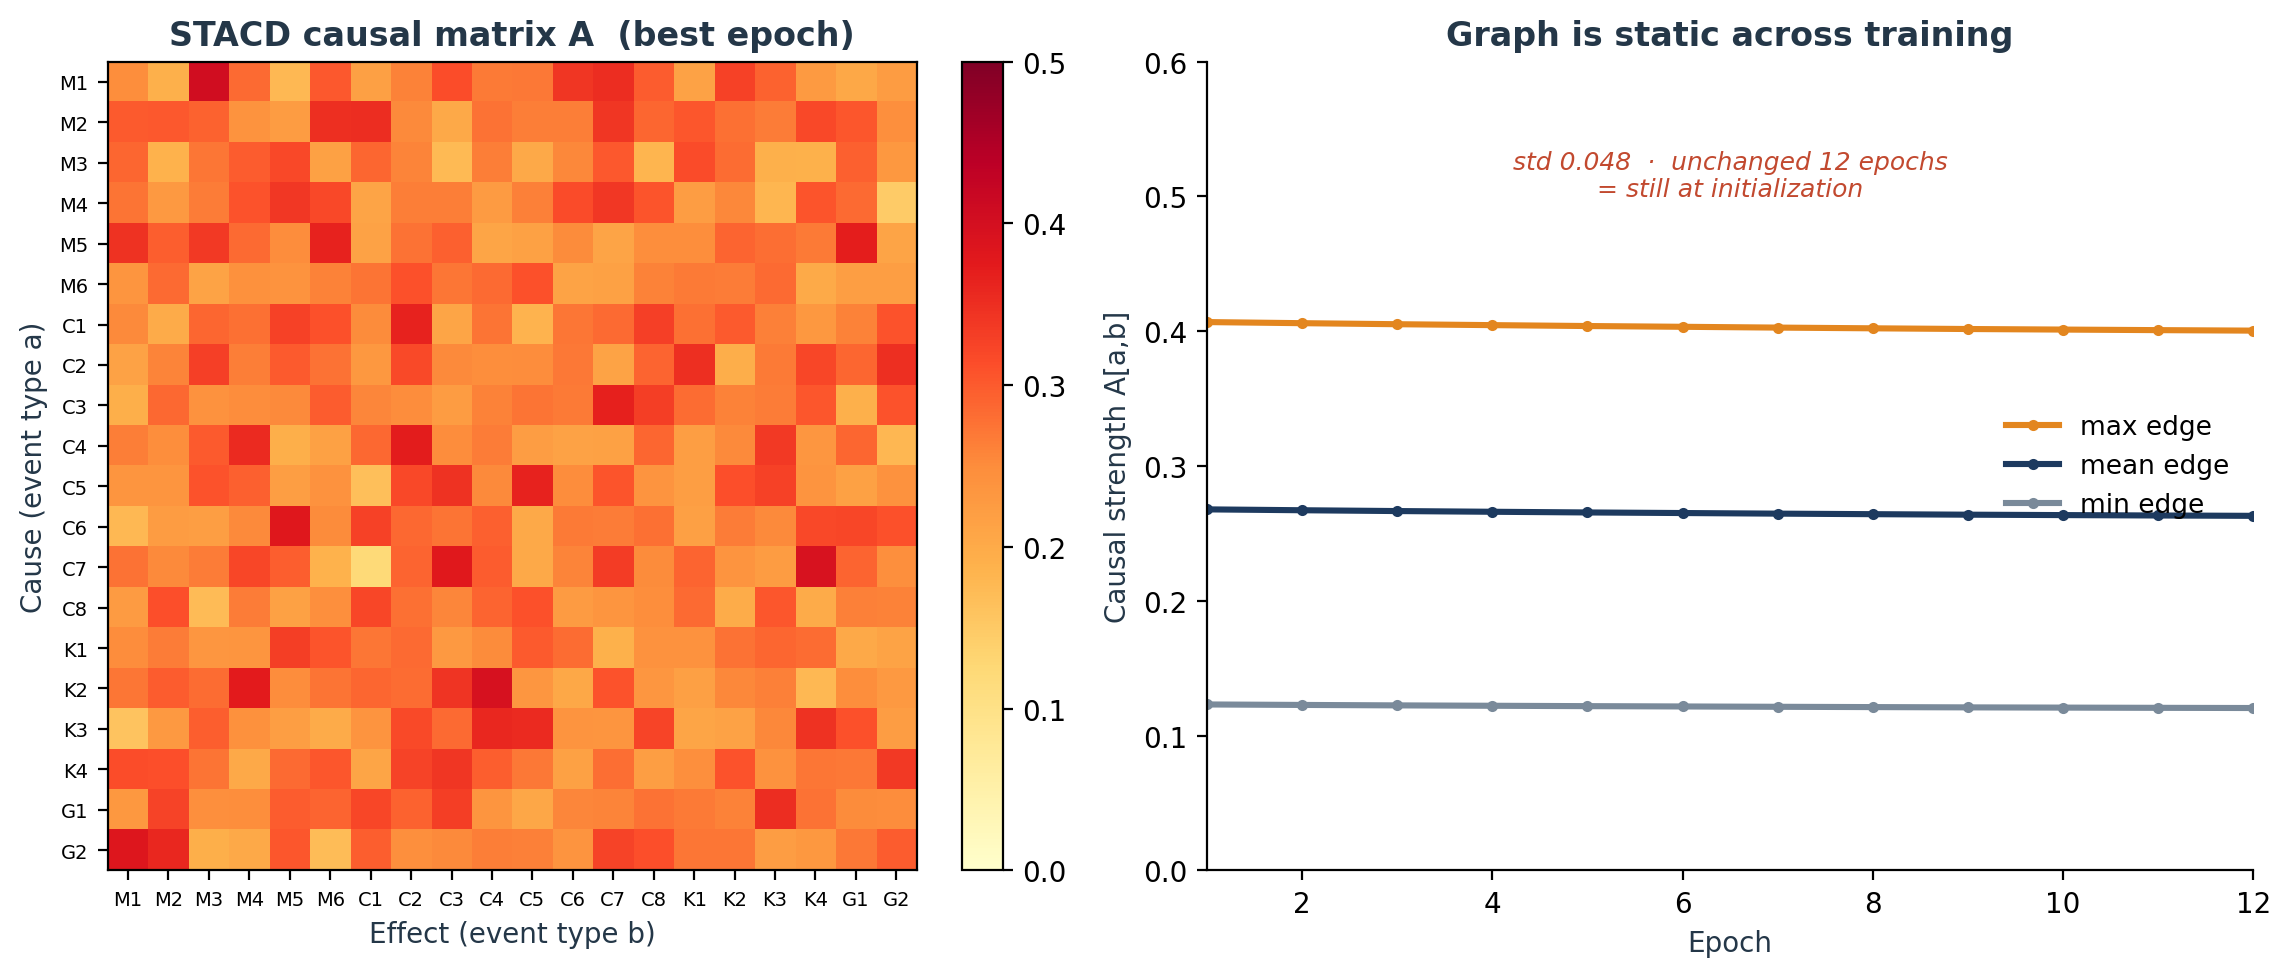 STACD causal matrix A  (best epoch)
M1
M2
M3
M4
M5
M6
C1
C2
C3
C4
C5
C6
C7
C8
K1
K2
K3
K4
G1
G2
Cause (event type a)
M1 M2 M3 M4 M5 M6 C1 C2 C3 C4 C5 C6 C7 C8 K1 K2 K3 K4 G1 G2
Effect (event type b)
0.5
0.4
0.3
0.2
0.1
0.0
Graph is static across training
0.6
0.5
0.4
0.3
0.2
0.1
0.0
Causal strength A[a,b]
std 0.048  ·  unchanged 12 epochs
= still at initialization
max edge
mean edge
min edge
2 4 6 8 10 12
Epoch